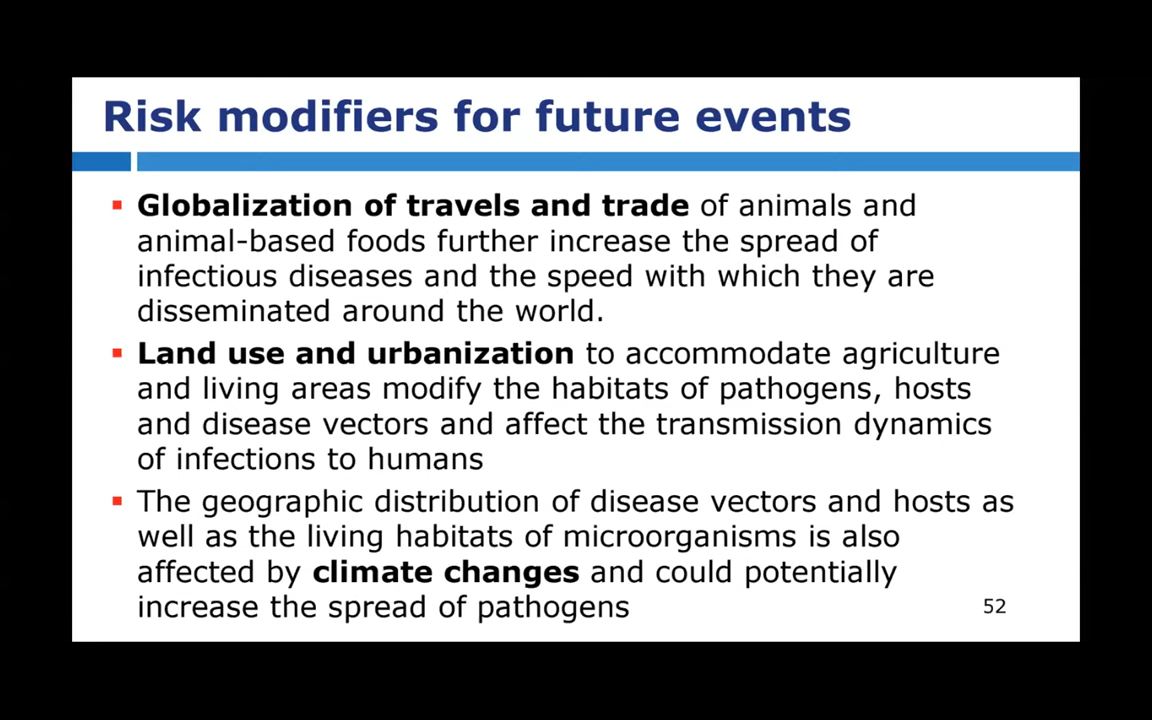 Risk modifiers for future events
▪ Globalization of travels and trade of animals and
animal-based foods further increase the spread of
infectious diseases and the speed with which they are
disseminated around the world.
▪ Land use and urbanization to accommodate agriculture
and living areas modify the habitats of pathogens, hosts
and disease vectors and affect the transmission dynamics
of infections to humans
▪ The geographic distribution of disease vectors and hosts as
well as the living habitats of microorganisms is also
affected by climate changes and could potentially
increase the spread of pathogens
52